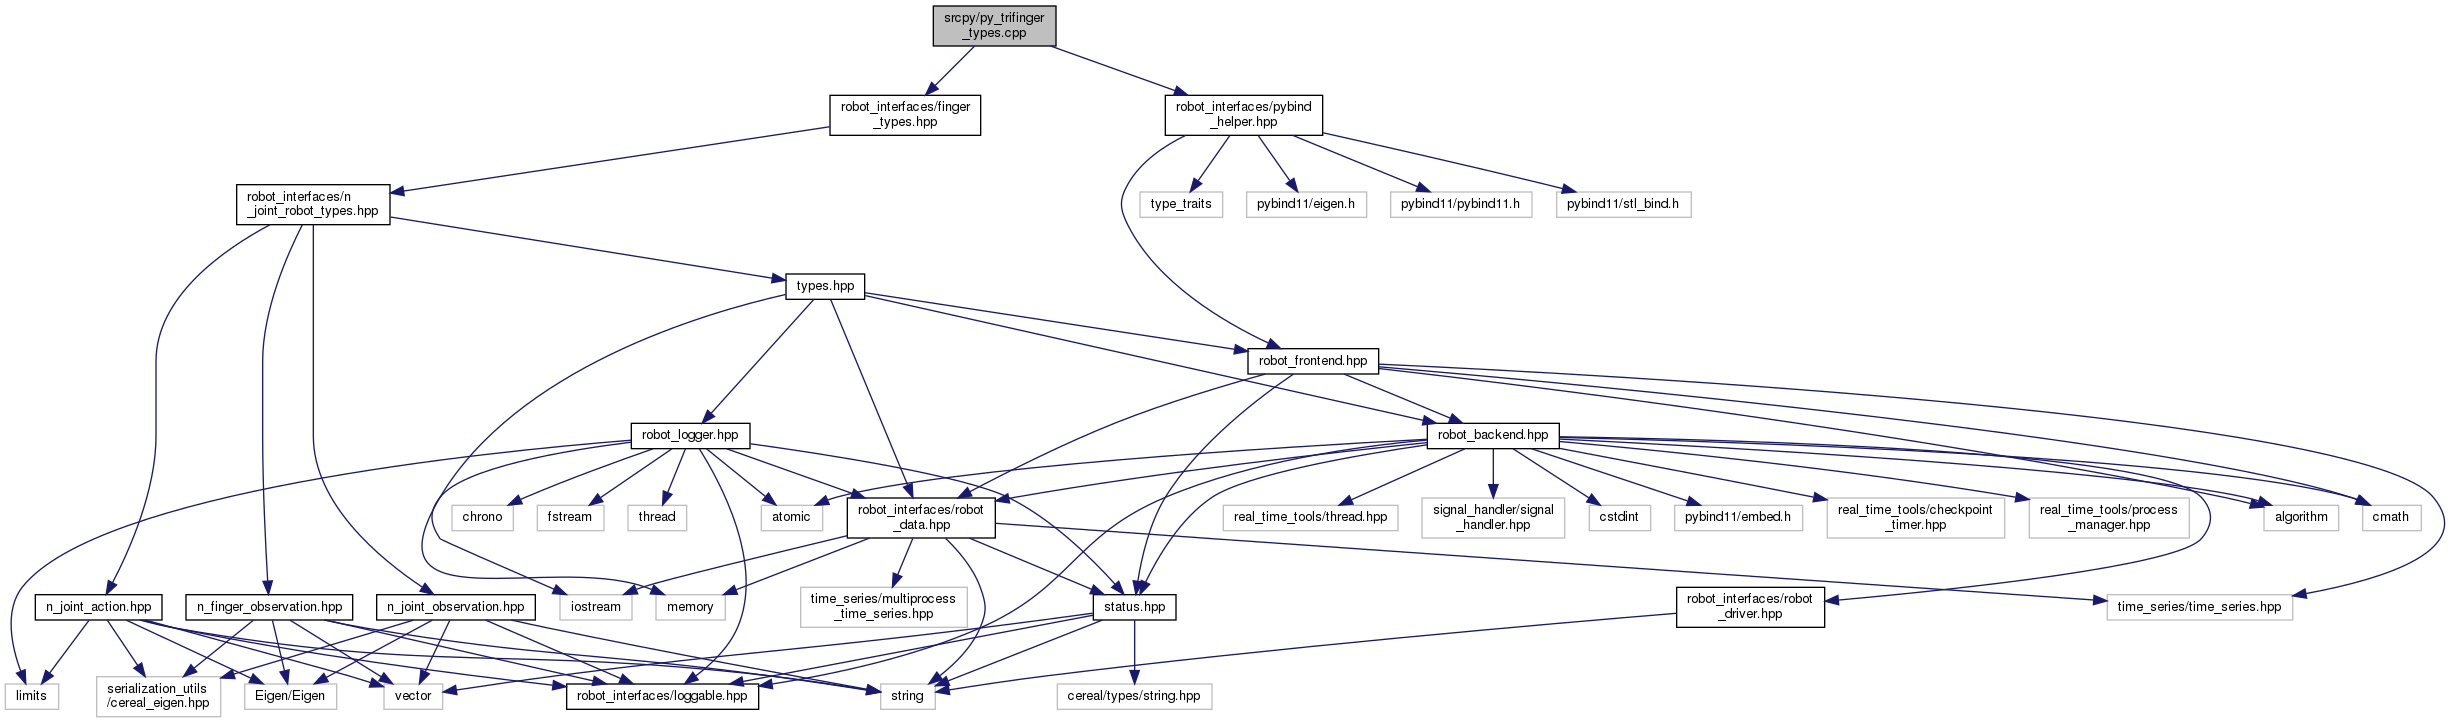 srcpy/py_trifinger
_types.cpp
robot_interfaces/finger
_types.hpp
robot_interfaces/pybind
_helper.hpp
robot_interfaces/n
_joint_robot_types.hpp
type_traits
pybind11/eigen.h
pybind11/pybind11.h
pybind11/stl_bind.h
types.hpp
robot_frontend.hpp
robot_logger.hpp
robot_backend.hpp
chrono
fstream
thread
atomic
robot_interfaces/robot
_data.hpp
real_time_tools/thread.hpp
signal_handler/signal
_handler.hpp
cstdint
pybind11/embed.h
real_time_tools/checkpoint
_timer.hpp
real_time_tools/process
_manager.hpp
algorithm
cmath
n_joint_action.hpp
n_finger_observation.hpp
n_joint_observation.hpp
iostream
memory
time_series/multiprocess
_time_series.hpp
status.hpp
robot_interfaces/robot
_driver.hpp
time_series/time_series.hpp
limits
serialization_utils
/cereal_eigen.hpp
Eigen/Eigen
vector
robot_interfaces/loggable.hpp
string
cereal/types/string.hpp